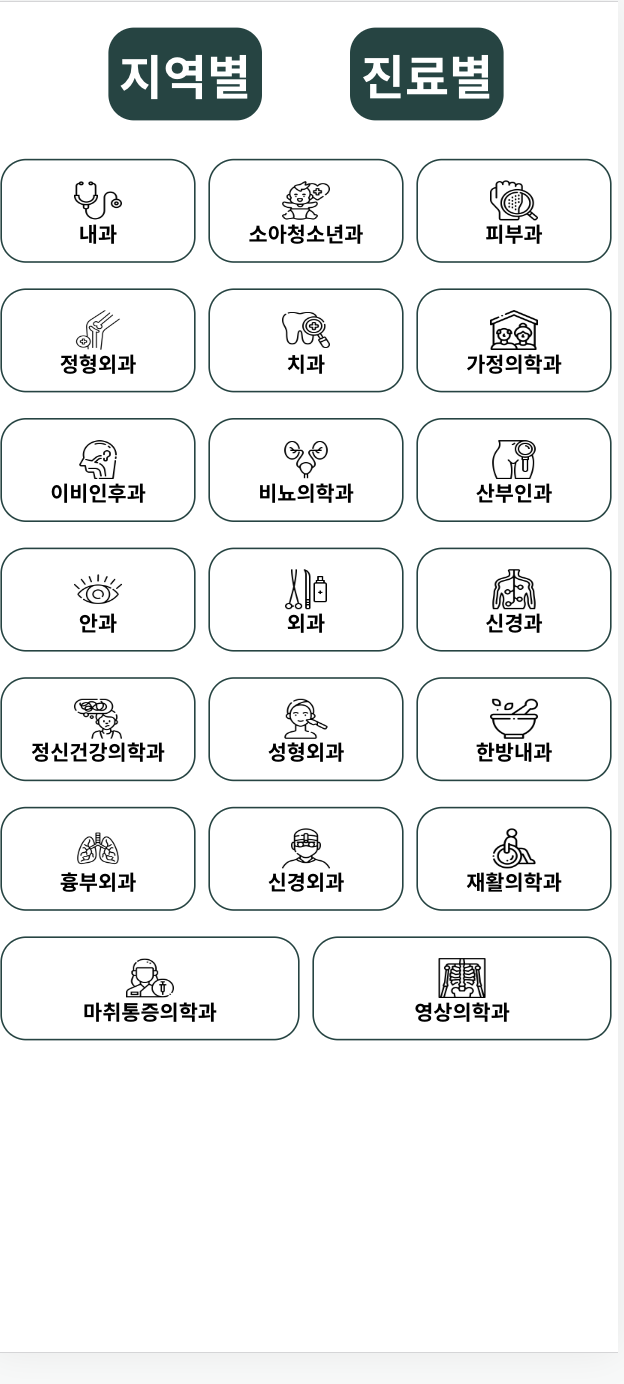 지역별 진료별
내과 소아청소년과 피부과
정형외과 치과 가정의학과
이비인후과 비뇨의학과 산부인과
안과 외과 신경과
정신건강의학과 성형외과 한방내과
흉부외과 신경외과 재활의학과
마취통증의학과 영상의학과